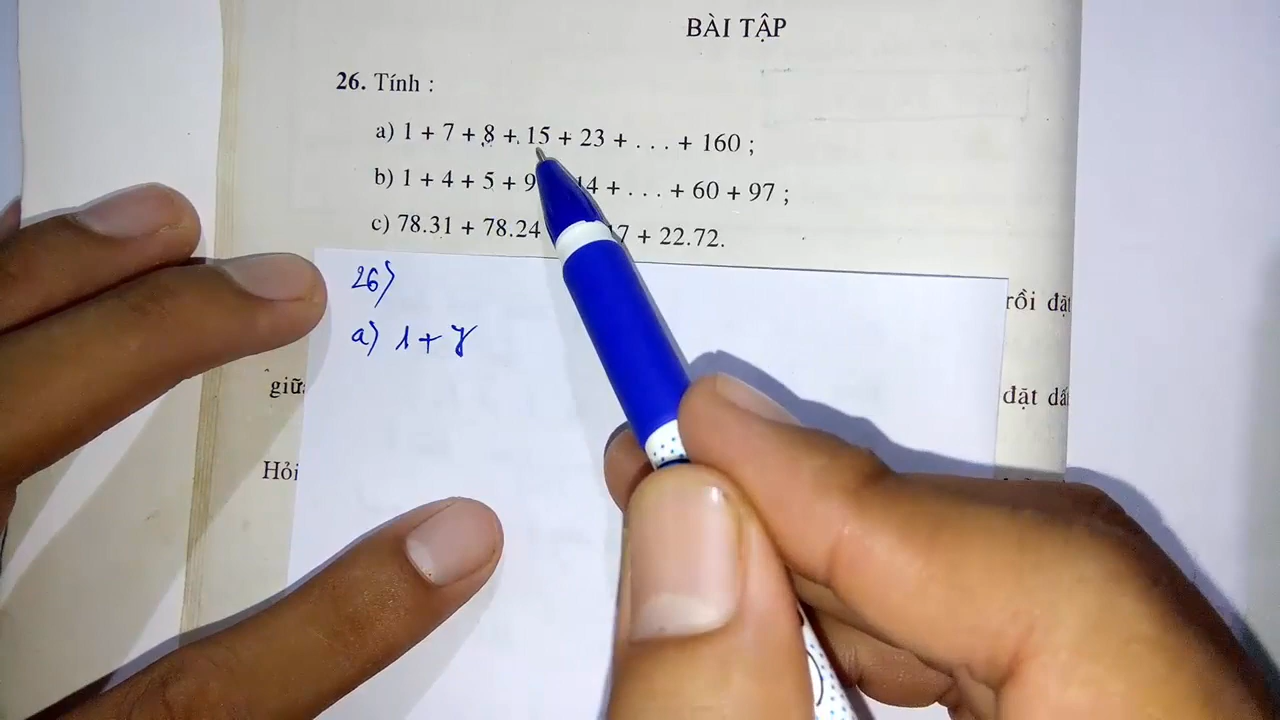 BÀI TẬP
26. Tính :
a) 1 + 7 + 8 + 15 + 23 + . . . + 160 ;
b) 1 + 4 + 5 + 9 14 + . . . + 60 + 97 ;
c) 78.31 + 78.24 + 22.72.
26)
a) 1 + 7
rồi đặt
giữ
đặt dấ
Hỏi